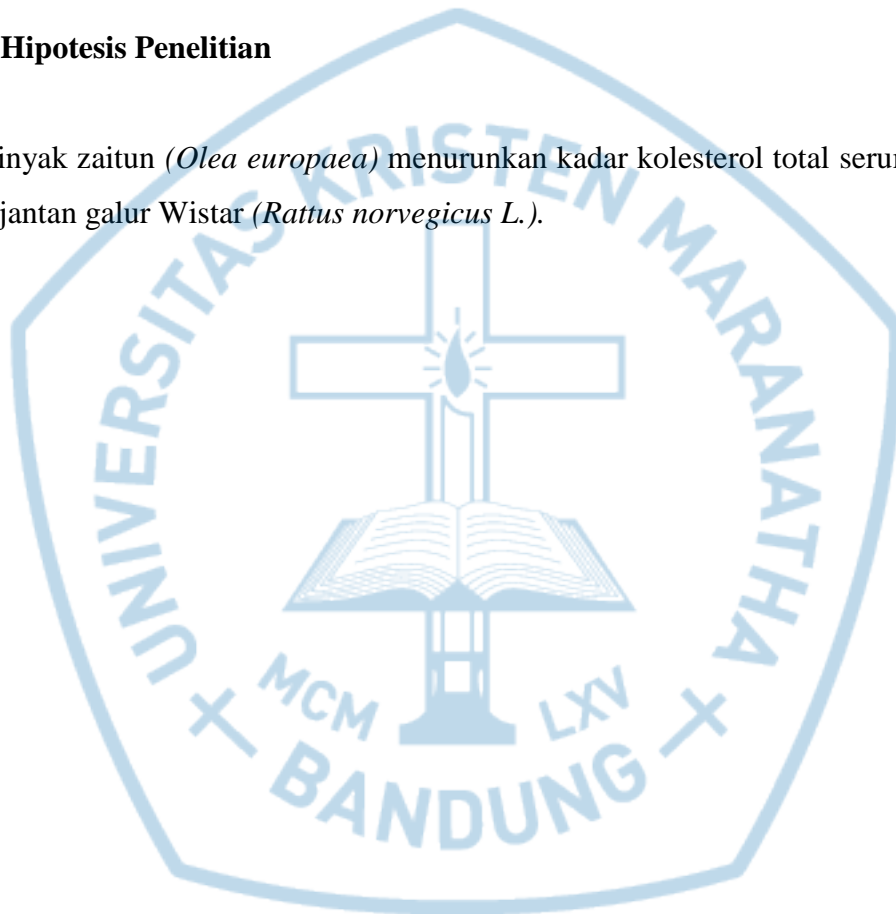 Hipotesis Penelitian
inyak zaitun (Olea europaea) menurunkan kadar kolesterol total
jantan galur Wistar (Rattus norvegicus L.).
UNIVERSITAS KRISTEN MARANATHA
MCM LXV
BANDUNG